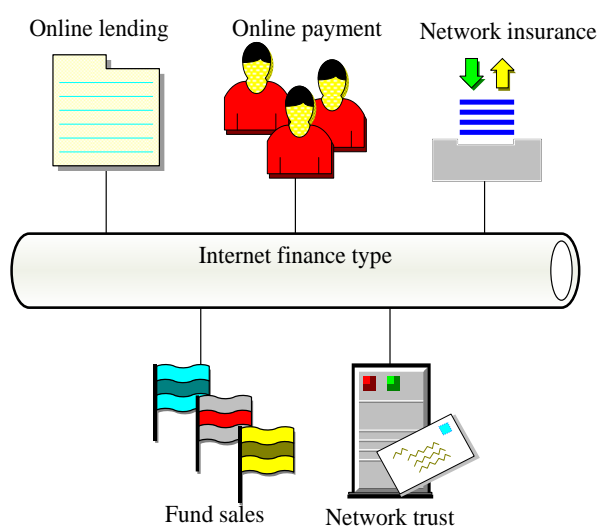 Online lending
Online payment
Network insurance
Internet finance type
Fund sales
Network trust